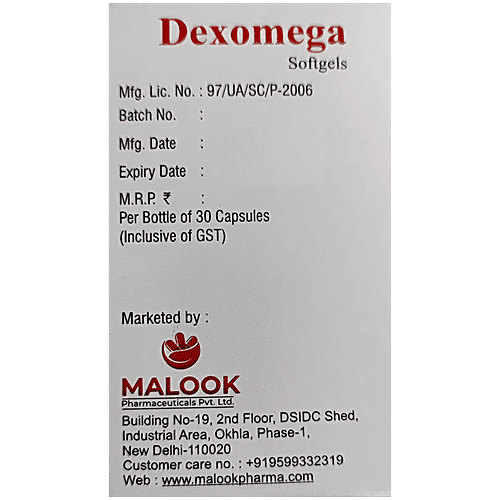 Dexomega
Softgels
Mfg. Lic. No. : 97/UA/SC/P-2006
Batch No. :
Mfg. Date :
Expiry Date :
M.R.P. ₹ :
Per Bottle of 30 Capsules
(Inclusive of GST)
Marketed by :
MALOOK
Pharmaceuticals Pvt. Ltd.
Building No-19, 2nd Floor, DSIDC Shed,
Industrial Area, Okhla, Phase-1,
New Delhi-110020
Customer care no. : +919599332319
Web : www.malookpharma.com